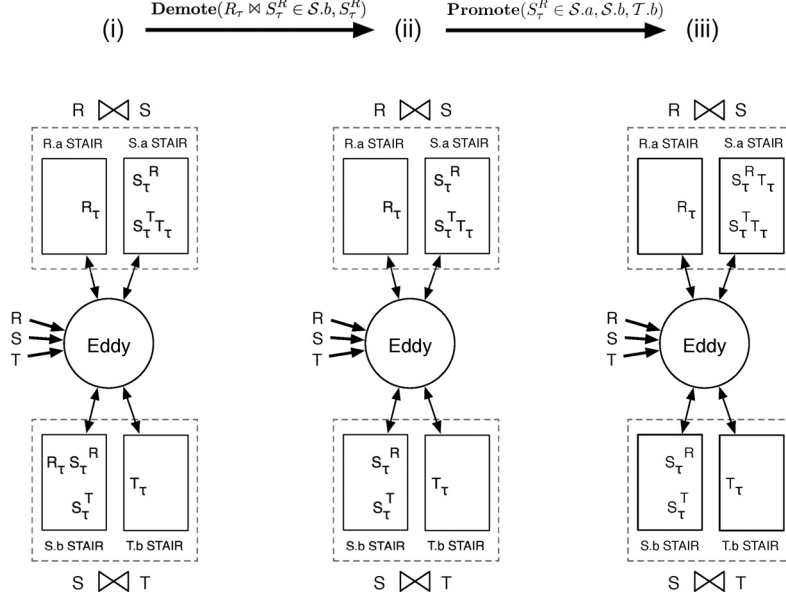 Demote(R_τ ⋈ S_τ^R ∈ S.b, S_τ^R) Promote(S_τ^R ∈ S.a, S.b, T.b)
(i) (ii) (iii)
R ⋈ S R ⋈ S R ⋈ S
R.a STAIR S.a STAIR R.a STAIR S.a STAIR R.a STAIR S.a STAIR
S_τ^R S_τ^R S_τ^R T_τ
R_τ R_τ R_τ
S_τ^T T_τ S_τ^T T_τ S_τ^T T_τ
R R R
S Eddy S Eddy S Eddy
T T T
R_τ S_τ^R S_τ^R S_τ^R
T_τ T_τ T_τ
S_τ^T S_τ^T S_τ^T
S.b STAIR T.b STAIR S.b STAIR T.b STAIR S.b STAIR T.b STAIR
S ⋈ T S ⋈ T S ⋈ T